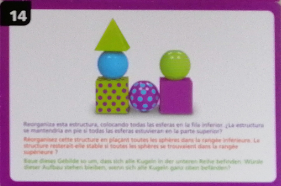 14
Reorganiza esta estructura, colocando todas las esferas en la fila inferior. ¿La estructura
se mantendría en pie si todas las esferas estuvieran en la parte superior?
Réorganisez cette structure en plaçant toutes les sphères dans la rangée inférieure. La
structure resterait-elle stable si toutes les sphères se trouvaient dans la rangée
supérieure ?
Baue dieses Gebilde so um, dass sich alle Kugeln in der unteren Reihe befinden. Würde
dieser Aufbau stehen bleiben, wenn sich alle Kugeln ganz oben befänden?